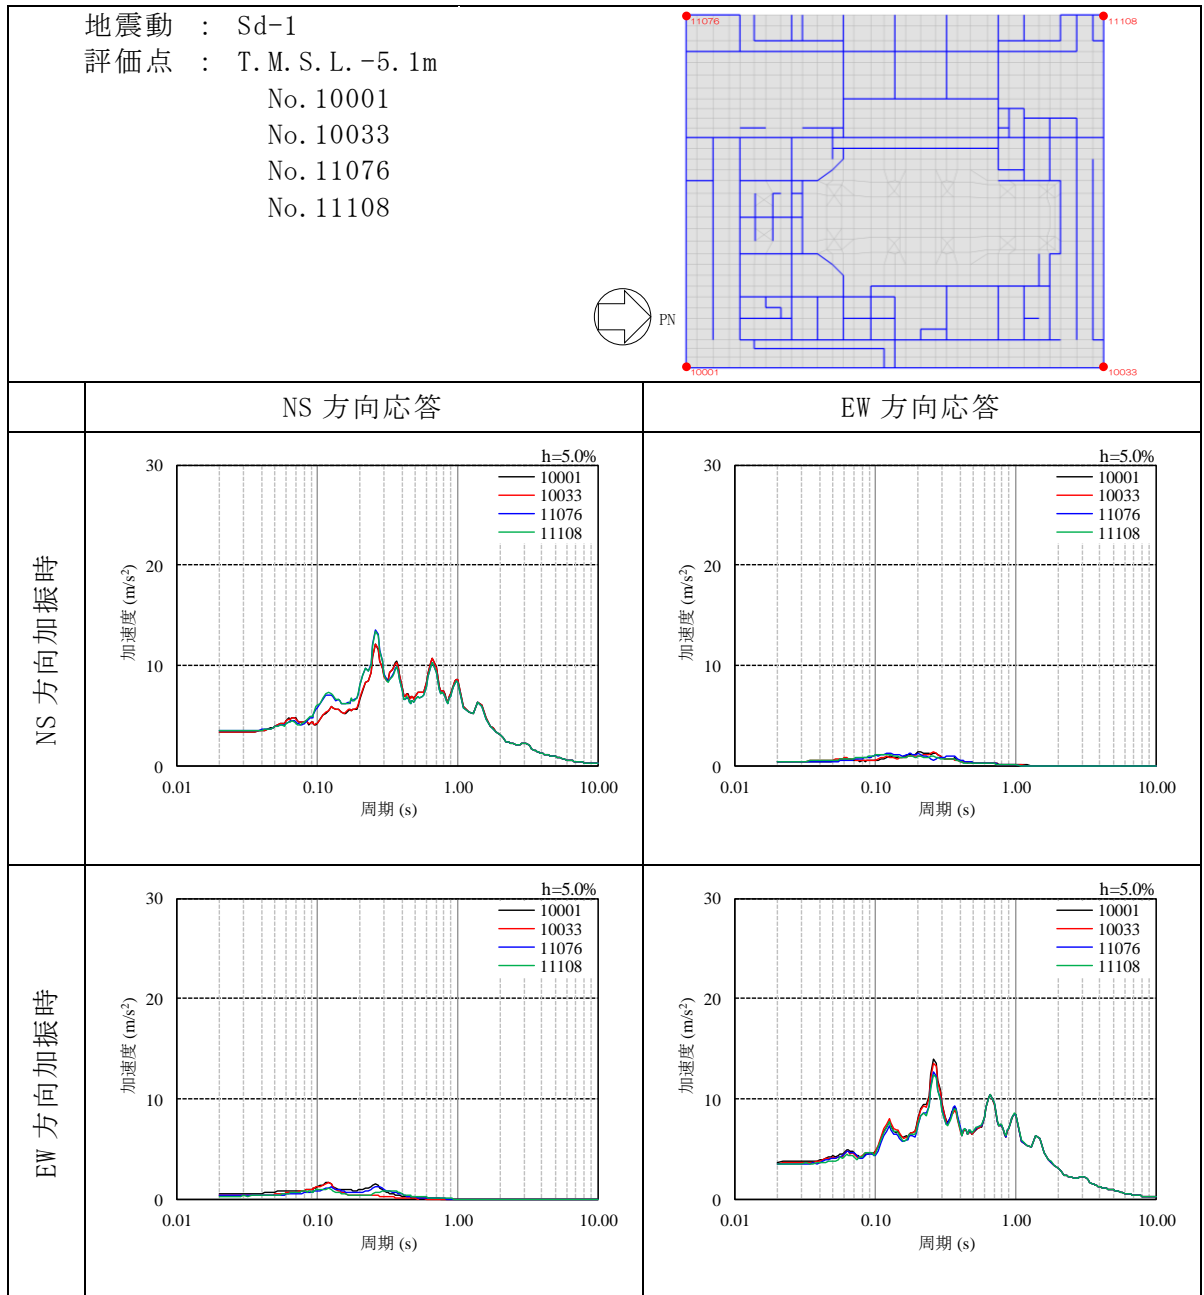 地震動 : Sd-1
評価点 : T.M.S.L.-5.1m
No.10001
No.10033
No.11076
No.11108
11076
11108
PN
10001
10033
NS 方向応答
EW 方向応答
NS 方向加振時
h=5.0%
10001
10033
11076
11108
30
20
10
0
加速度 (m/s²)
0.01
0.10
1.00
10.00
周期 (s)
h=5.0%
10001
10033
11076
11108
30
20
10
0
加速度 (m/s²)
0.01
0.10
1.00
10.00
周期 (s)
EW 方向加振時
h=5.0%
10001
10033
11076
11108
30
20
10
0
加速度 (m/s²)
0.01
0.10
1.00
10.00
周期 (s)
h=5.0%
10001
10033
11076
11108
30
20
10
0
加速度 (m/s²)
0.01
0.10
1.00
10.00
周期 (s)